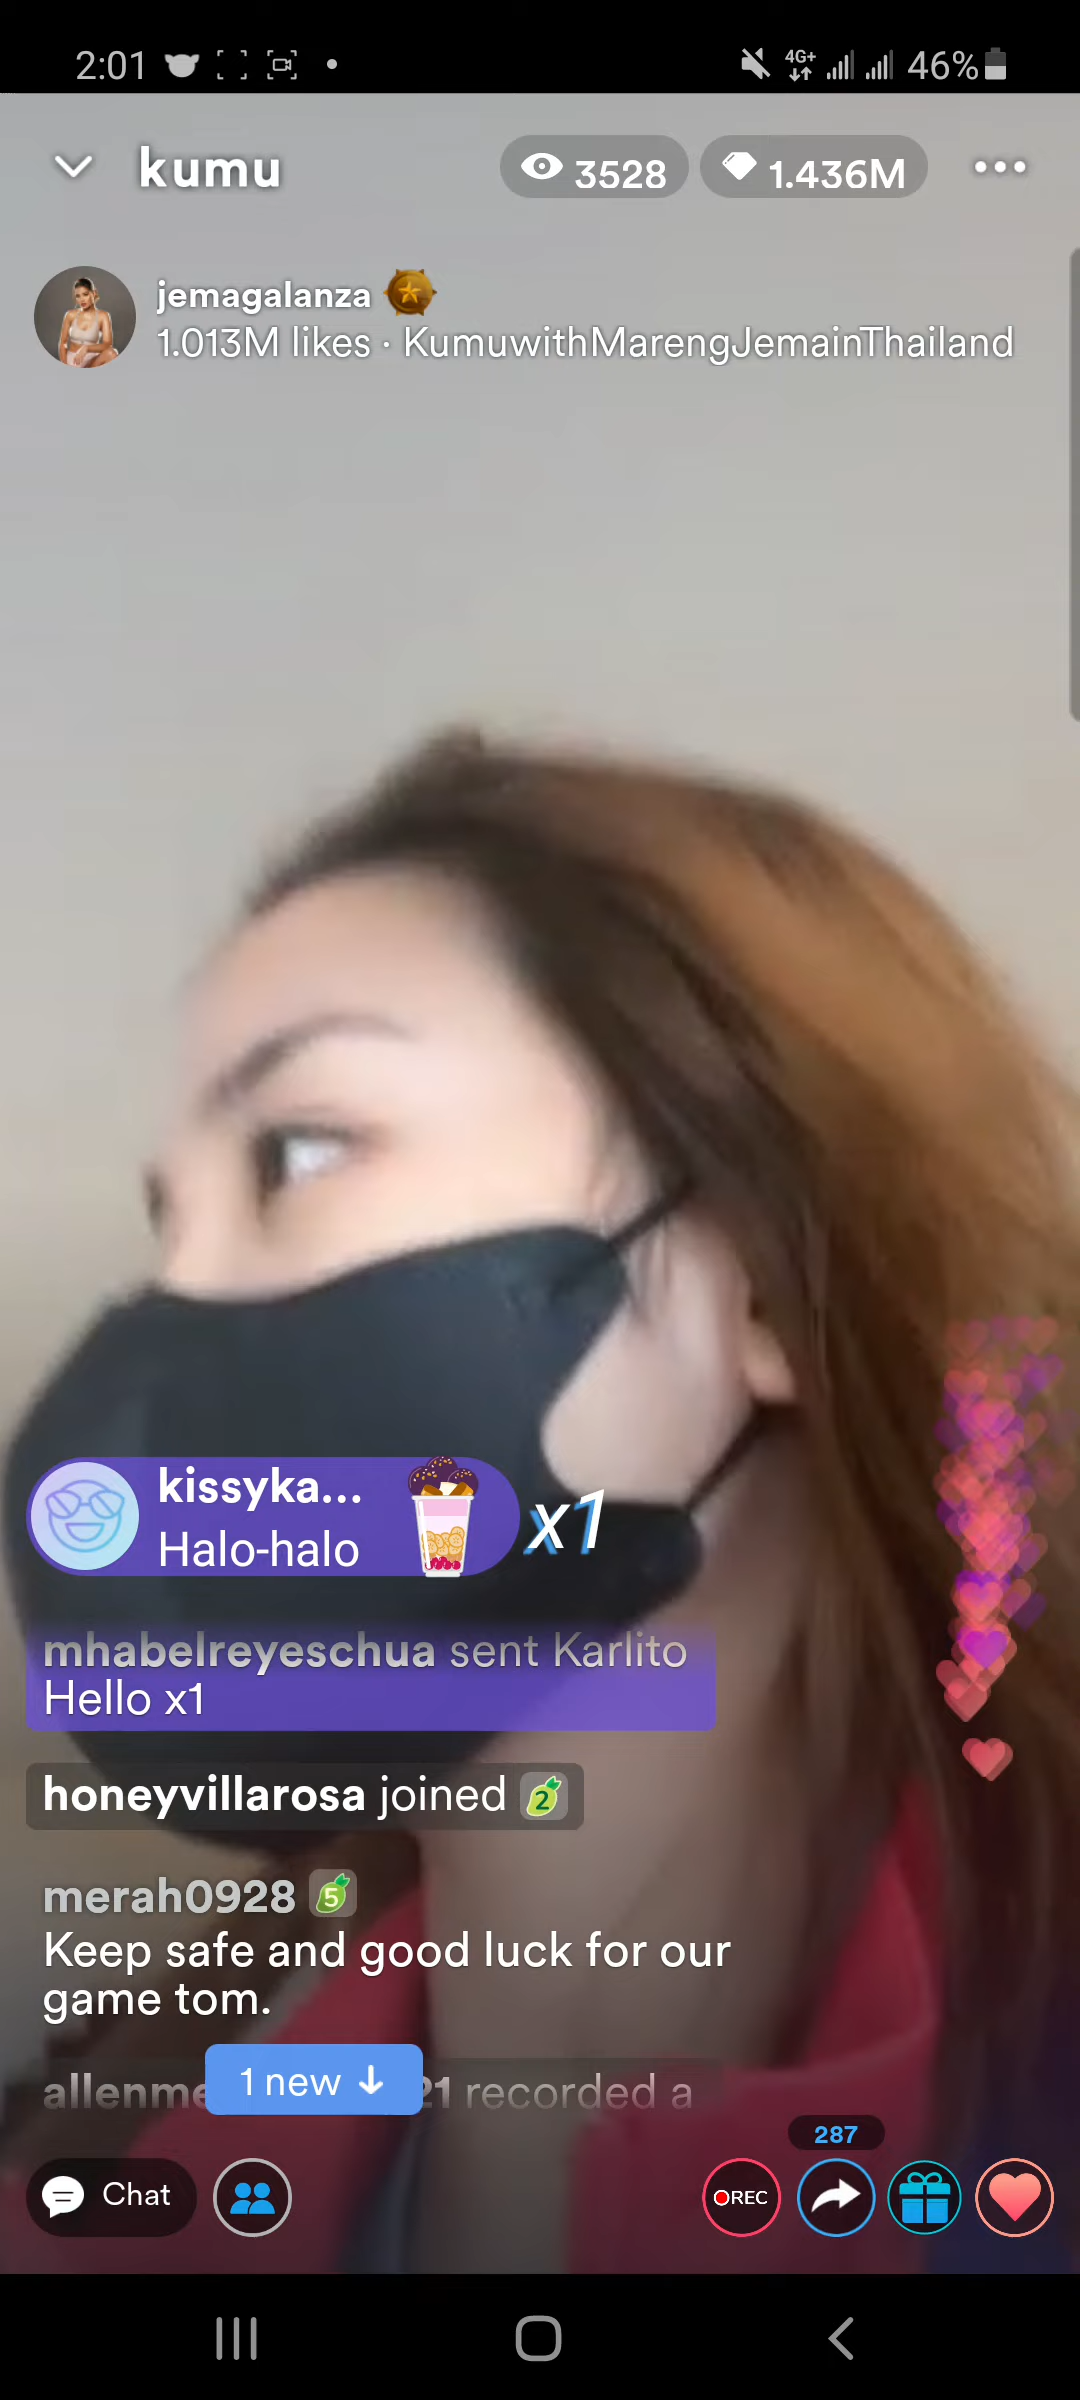 2:01
4G+
46%
kumu
3528
1.436M
jemagalanza
1.013M likes · KumuwithMarengJemainThailand
kissyka...
Halo-halo
x1
mhabelreyeschua sent Karlito
Hello x1
honeyvillarosa joined 2
merah0928 5
Keep safe and good luck for our
game tom.
1 new
recorded a
287
Chat
REC